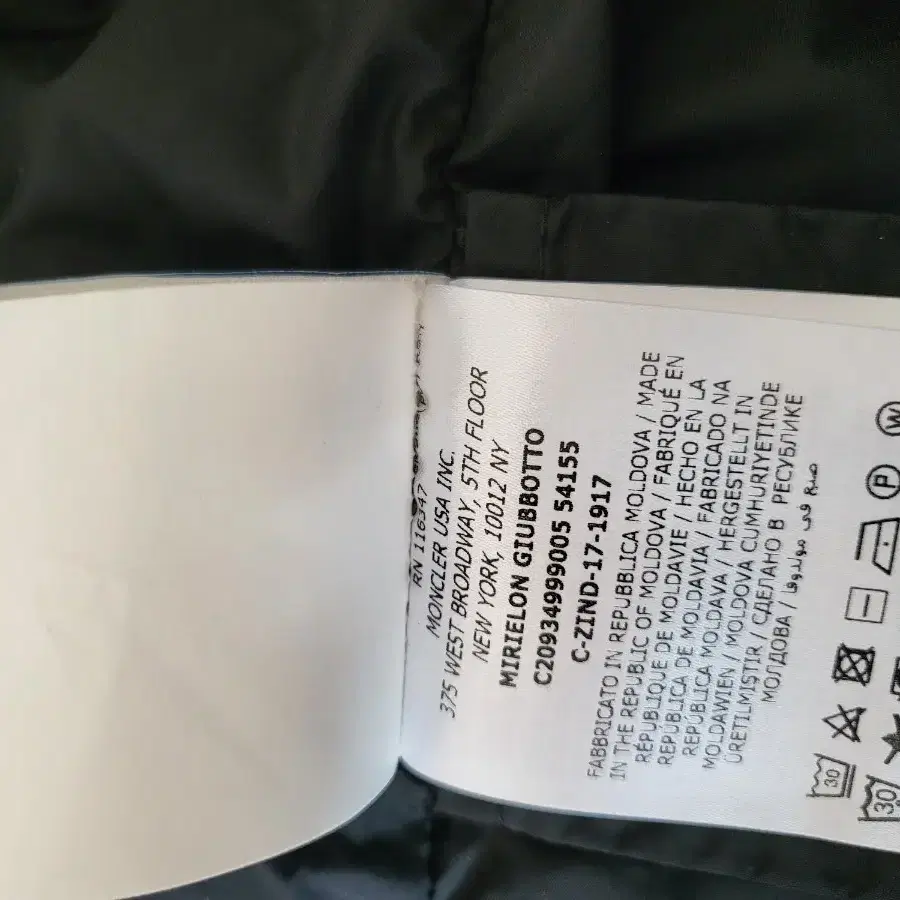 RN 116347
MONCLER USA INC.
375 WEST BROADWAY, 5TH FLOOR
NEW YORK, 10012 NY
MIRIELON GIUBBOTTO
C20934999005 54155
C-ZIND-17-1917
FABBRICATO IN REPUBBLICA MOLDOVA / MADE
IN THE REPUBLIC OF MOLDOVA / FABRIQUÉ EN
RÉPUBLIQUE DE MOLDAVIE / HECHO EN LA
REPÚBLICA DE MOLDAVIA / FABRICADO NA
REPÚBLICA MOLDAVA / HERGESTELLT IN
MOLDAWIEN / MOLDOVA CUMHURIYETINDE
ÜRETILMIŞTIR / СДЕЛАНО В РЕСПУБЛИКЕ
МОЛДОВА / صنع في مولدوفا
30 P W
30